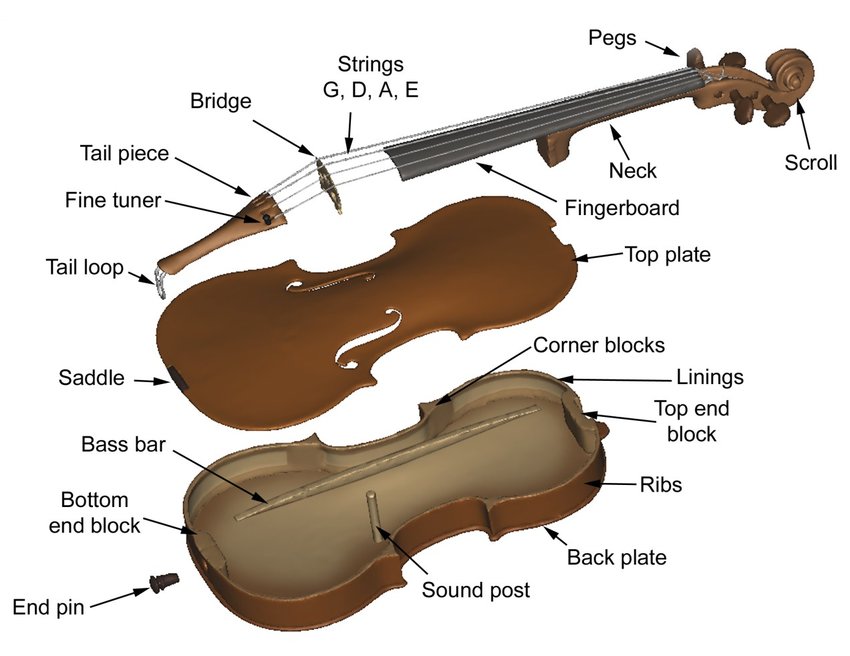 Pegs
Strings
G, D, A, E
Bridge
Tail piece
Scroll
Neck
Fine tuner
Fingerboard
Top plate
Tail loop
Corner blocks
Saddle
Linings
Top end
block
Bass bar
Ribs
Bottom
end block
Back plate
Sound post
End pin